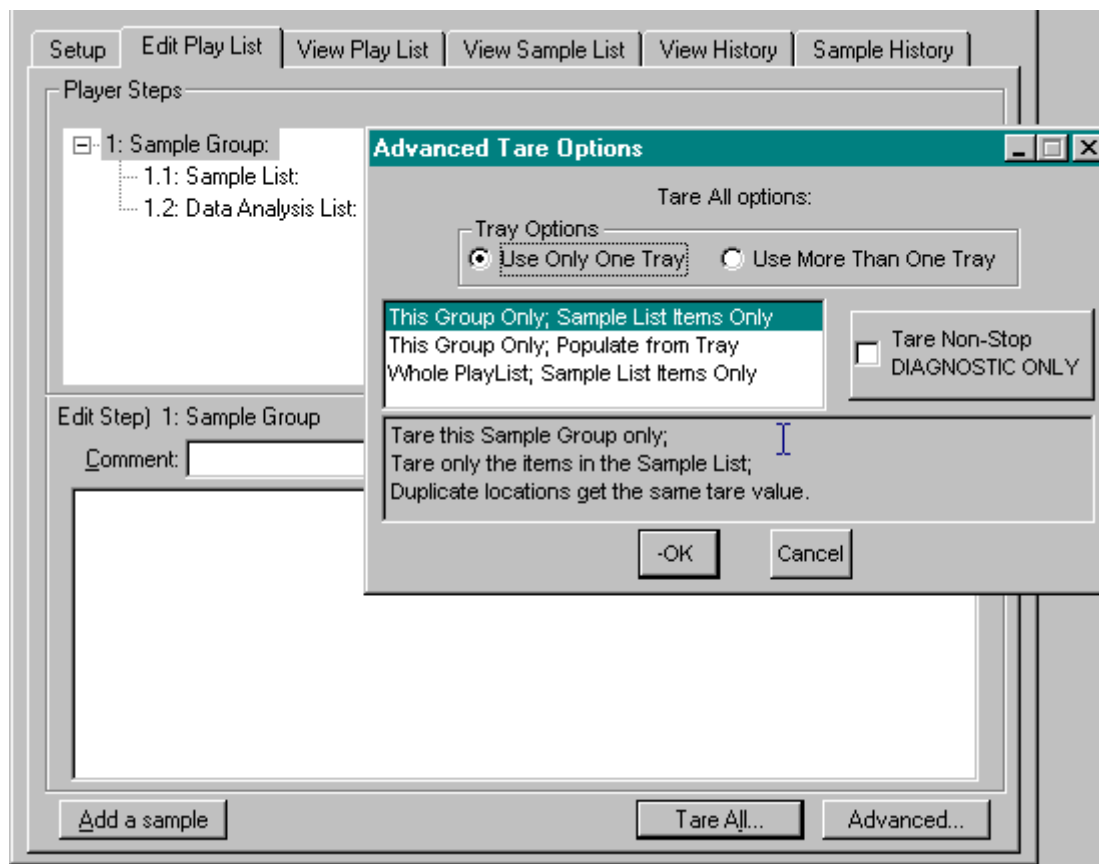 Setup
Edit Play List
View Play List
View Sample List
View History
Sample History
Player Steps
1: Sample Group:
1.1: Sample List:
1.2: Data Analysis List:
Advanced Tare Options
Tare All options:
Tray Options
Use Only One Tray
Use More Than One Tray
This Group Only; Sample List Items Only
This Group Only; Populate from Tray
Whole PlayList; Sample List Items Only
Tare Non-Stop
DIAGNOSTIC ONLY
Tare this Sample Group only;
Tare only the items in the Sample List;
Duplicate locations get the same tare value.
-OK
Cancel
Edit Step) 1: Sample Group
Comment:
Add a sample
Tare All...
Advanced...